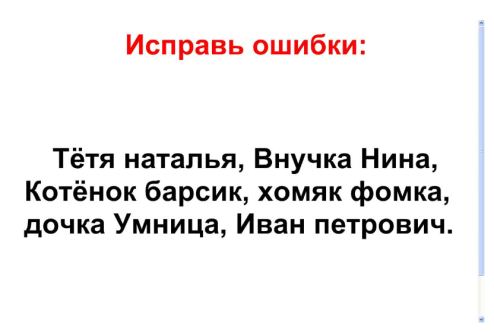 Исправь ошибки:
Тётя наталья, Внучка Нина,
Котёнок барсик, хомяк фомка,
дочка Умница, Иван петрович.